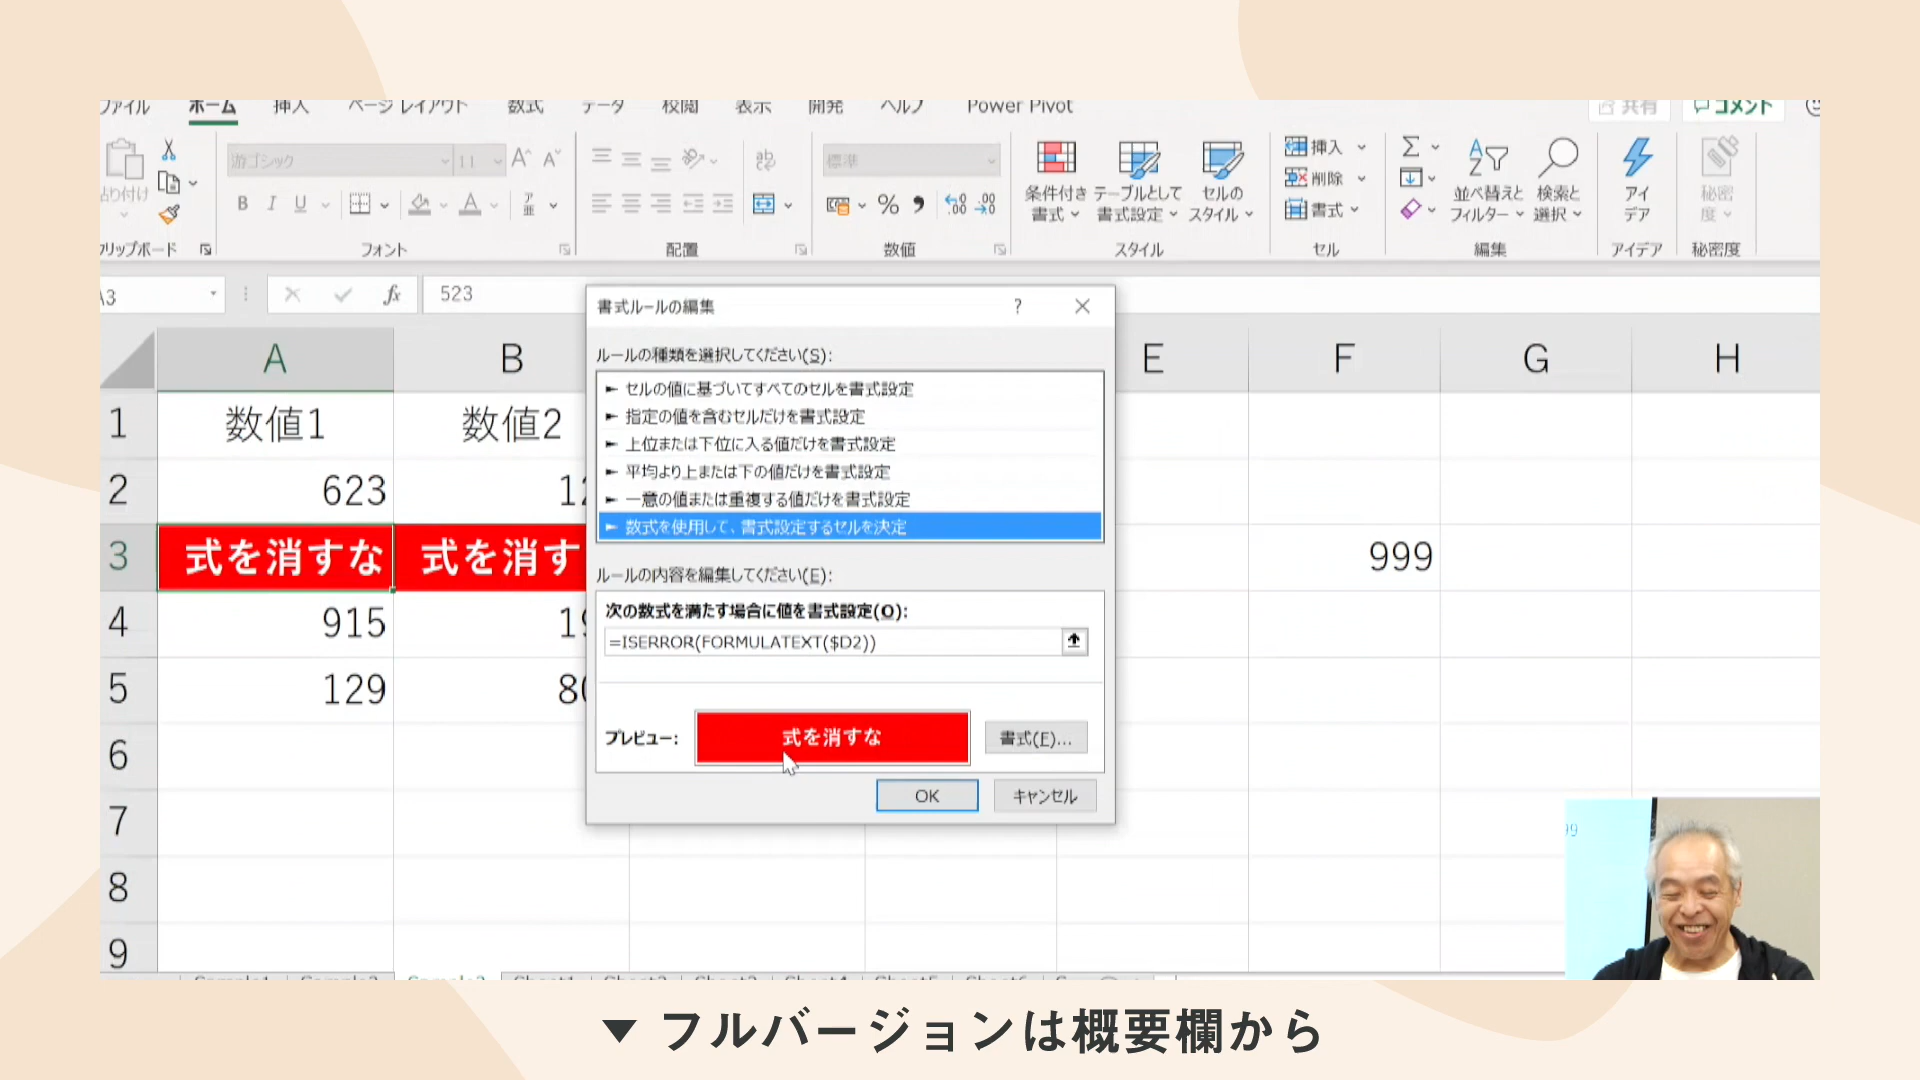 ファイル ホーム 挿入 ページ レイアウト 数式 データ 校閲 表示 開発 ヘルプ Power Pivot 共有 コメント
游ゴシック 11 標準
貼り付け
B I U
条件付き書式 テーブルとして書式設定 セルのスタイル
挿入
削除
書式
並べ替えとフィルター 検索と選択
アイデア
秘密度
クリップボード フォント 配置 数値 スタイル セル 編集 アイデア 秘密度
A3 fx 523
A B E F G H
1 数値1 数値2
2 623 12
3 式を消すな 式を消す 999
4 915 19
5 129 80
6
7
8
9
書式ルールの編集 ?
ルールの種類を選択してください(S):
► セルの値に基づいてすべてのセルを書式設定
► 指定の値を含むセルだけを書式設定
► 上位または下位に入る値だけを書式設定
► 平均より上または下の値だけを書式設定
► 一意の値または重複する値だけを書式設定
► 数式を使用して、書式設定するセルを決定
ルールの内容を編集してください(E):
次の数式を満たす場合に値を書式設定(O):
=ISERROR(FORMULATEXT($D2))
プレビュー: 式を消すな 書式(F)...
OK キャンセル
▼ フルバージョンは概要欄から